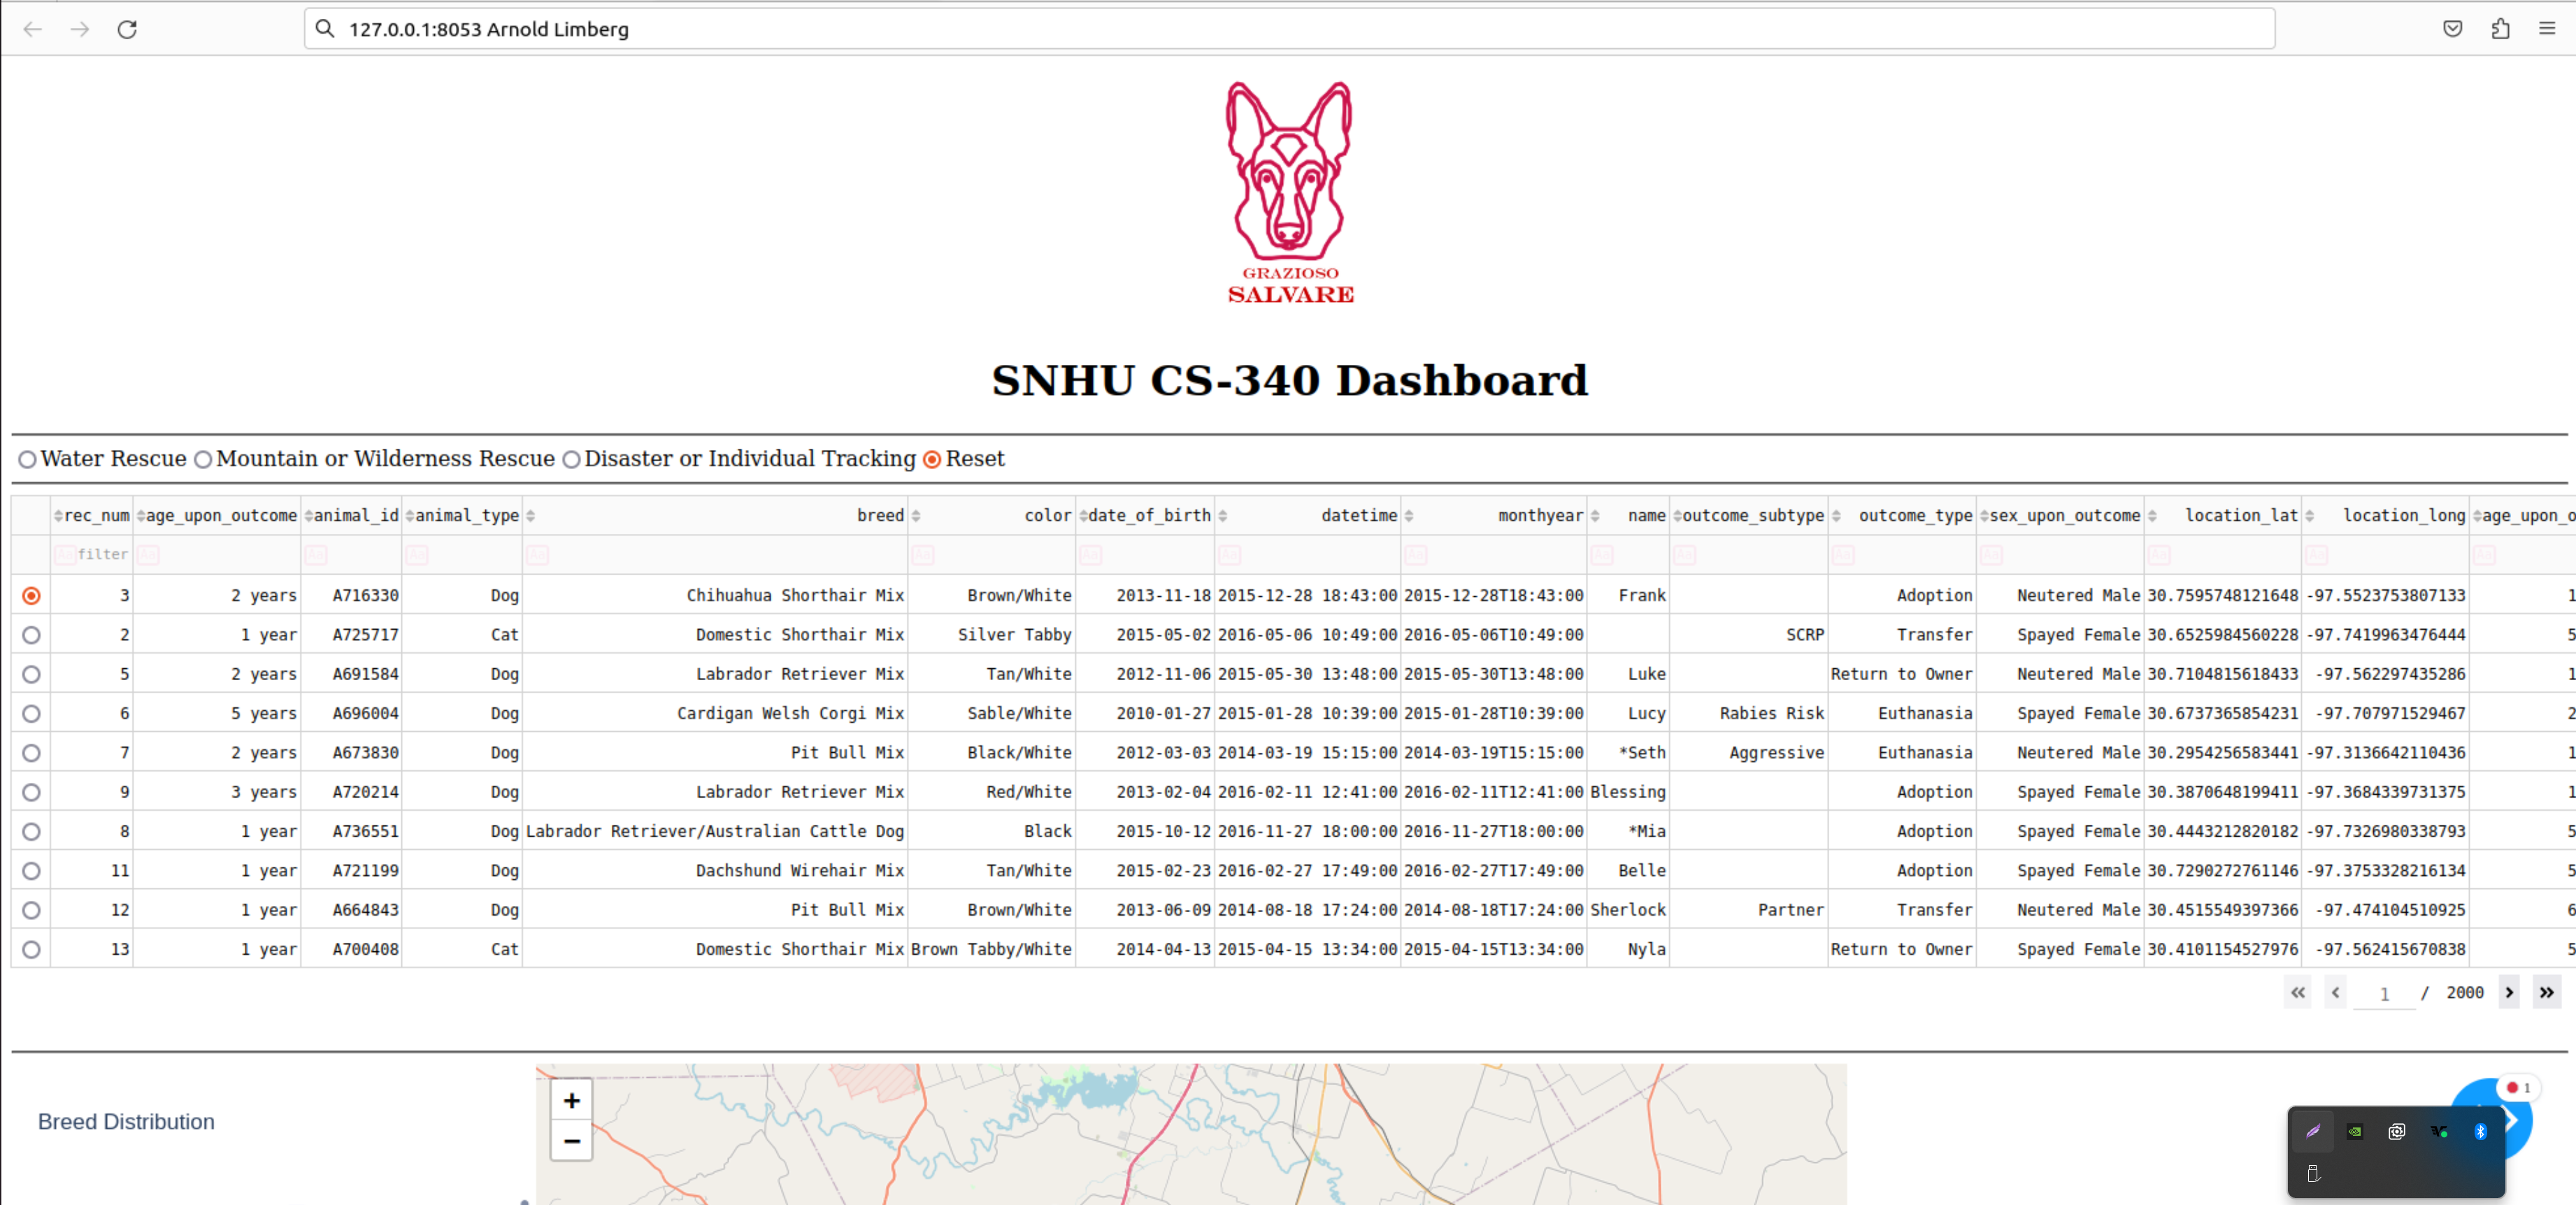 127.0.0.1:8053 Arnold Limberg
GRAZIOSO
SALVARE
SNHU CS-340 Dashboard
Water Rescue Mountain or Wilderness Rescue Disaster or Individual Tracking Reset
rec_num age_upon_outcome animal_id animal_type breed color date_of_birth datetime monthyear name outcome_subtype outcome_type sex_upon_outcome location_lat location_long age_upon_o
Aa filter Aa Aa Aa Aa Aa Aa Aa Aa Aa Aa Aa Aa Aa Aa Aa
3 2 years A716330 Dog Chihuahua Shorthair Mix Brown/White 2013-11-18 2015-12-28 18:43:00 2015-12-28T18:43:00 Frank Adoption Neutered Male 30.7595748121648 -97.5523753807133 1
2 1 year A725717 Cat Domestic Shorthair Mix Silver Tabby 2015-05-02 2016-05-06 10:49:00 2016-05-06T10:49:00 SCRP Transfer Spayed Female 30.6525984560228 -97.7419963476444 5
5 2 years A691584 Dog Labrador Retriever Mix Tan/White 2012-11-06 2015-05-30 13:48:00 2015-05-30T13:48:00 Luke Return to Owner Neutered Male 30.7104815618433 -97.562297435286 1
6 5 years A696004 Dog Cardigan Welsh Corgi Mix Sable/White 2010-01-27 2015-01-28 10:39:00 2015-01-28T10:39:00 Lucy Rabies Risk Euthanasia Spayed Female 30.6737365854231 -97.707971529467 2
7 2 years A673830 Dog Pit Bull Mix Black/White 2012-03-03 2014-03-19 15:15:00 2014-03-19T15:15:00 *Seth Aggressive Euthanasia Neutered Male 30.2954256583441 -97.3136642110436 1
9 3 years A720214 Dog Labrador Retriever Mix Red/White 2013-02-04 2016-02-11 12:41:00 2016-02-11T12:41:00 Blessing Adoption Spayed Female 30.3870648199411 -97.3684339731375 1
8 1 year A736551 Dog Labrador Retriever/Australian Cattle Dog Black 2015-10-12 2016-11-27 18:00:00 2016-11-27T18:00:00 *Mia Adoption Spayed Female 30.4443212820182 -97.7326980338793 5
11 1 year A721199 Dog Dachshund Wirehair Mix Tan/White 2015-02-23 2016-02-27 17:49:00 2016-02-27T17:49:00 Belle Adoption Spayed Female 30.7290272761146 -97.3753328216134 5
12 1 year A664843 Dog Pit Bull Mix Brown/White 2013-06-09 2014-08-18 17:24:00 2014-08-18T17:24:00 Sherlock Partner Transfer Neutered Male 30.4515549397366 -97.474104510925 6
13 1 year A700408 Cat Domestic Shorthair Mix Brown Tabby/White 2014-04-13 2015-04-15 13:34:00 2015-04-15T13:34:00 Nyla Return to Owner Spayed Female 30.4101154527976 -97.562415670838 5
1 / 2000
+
−
Breed Distribution
1